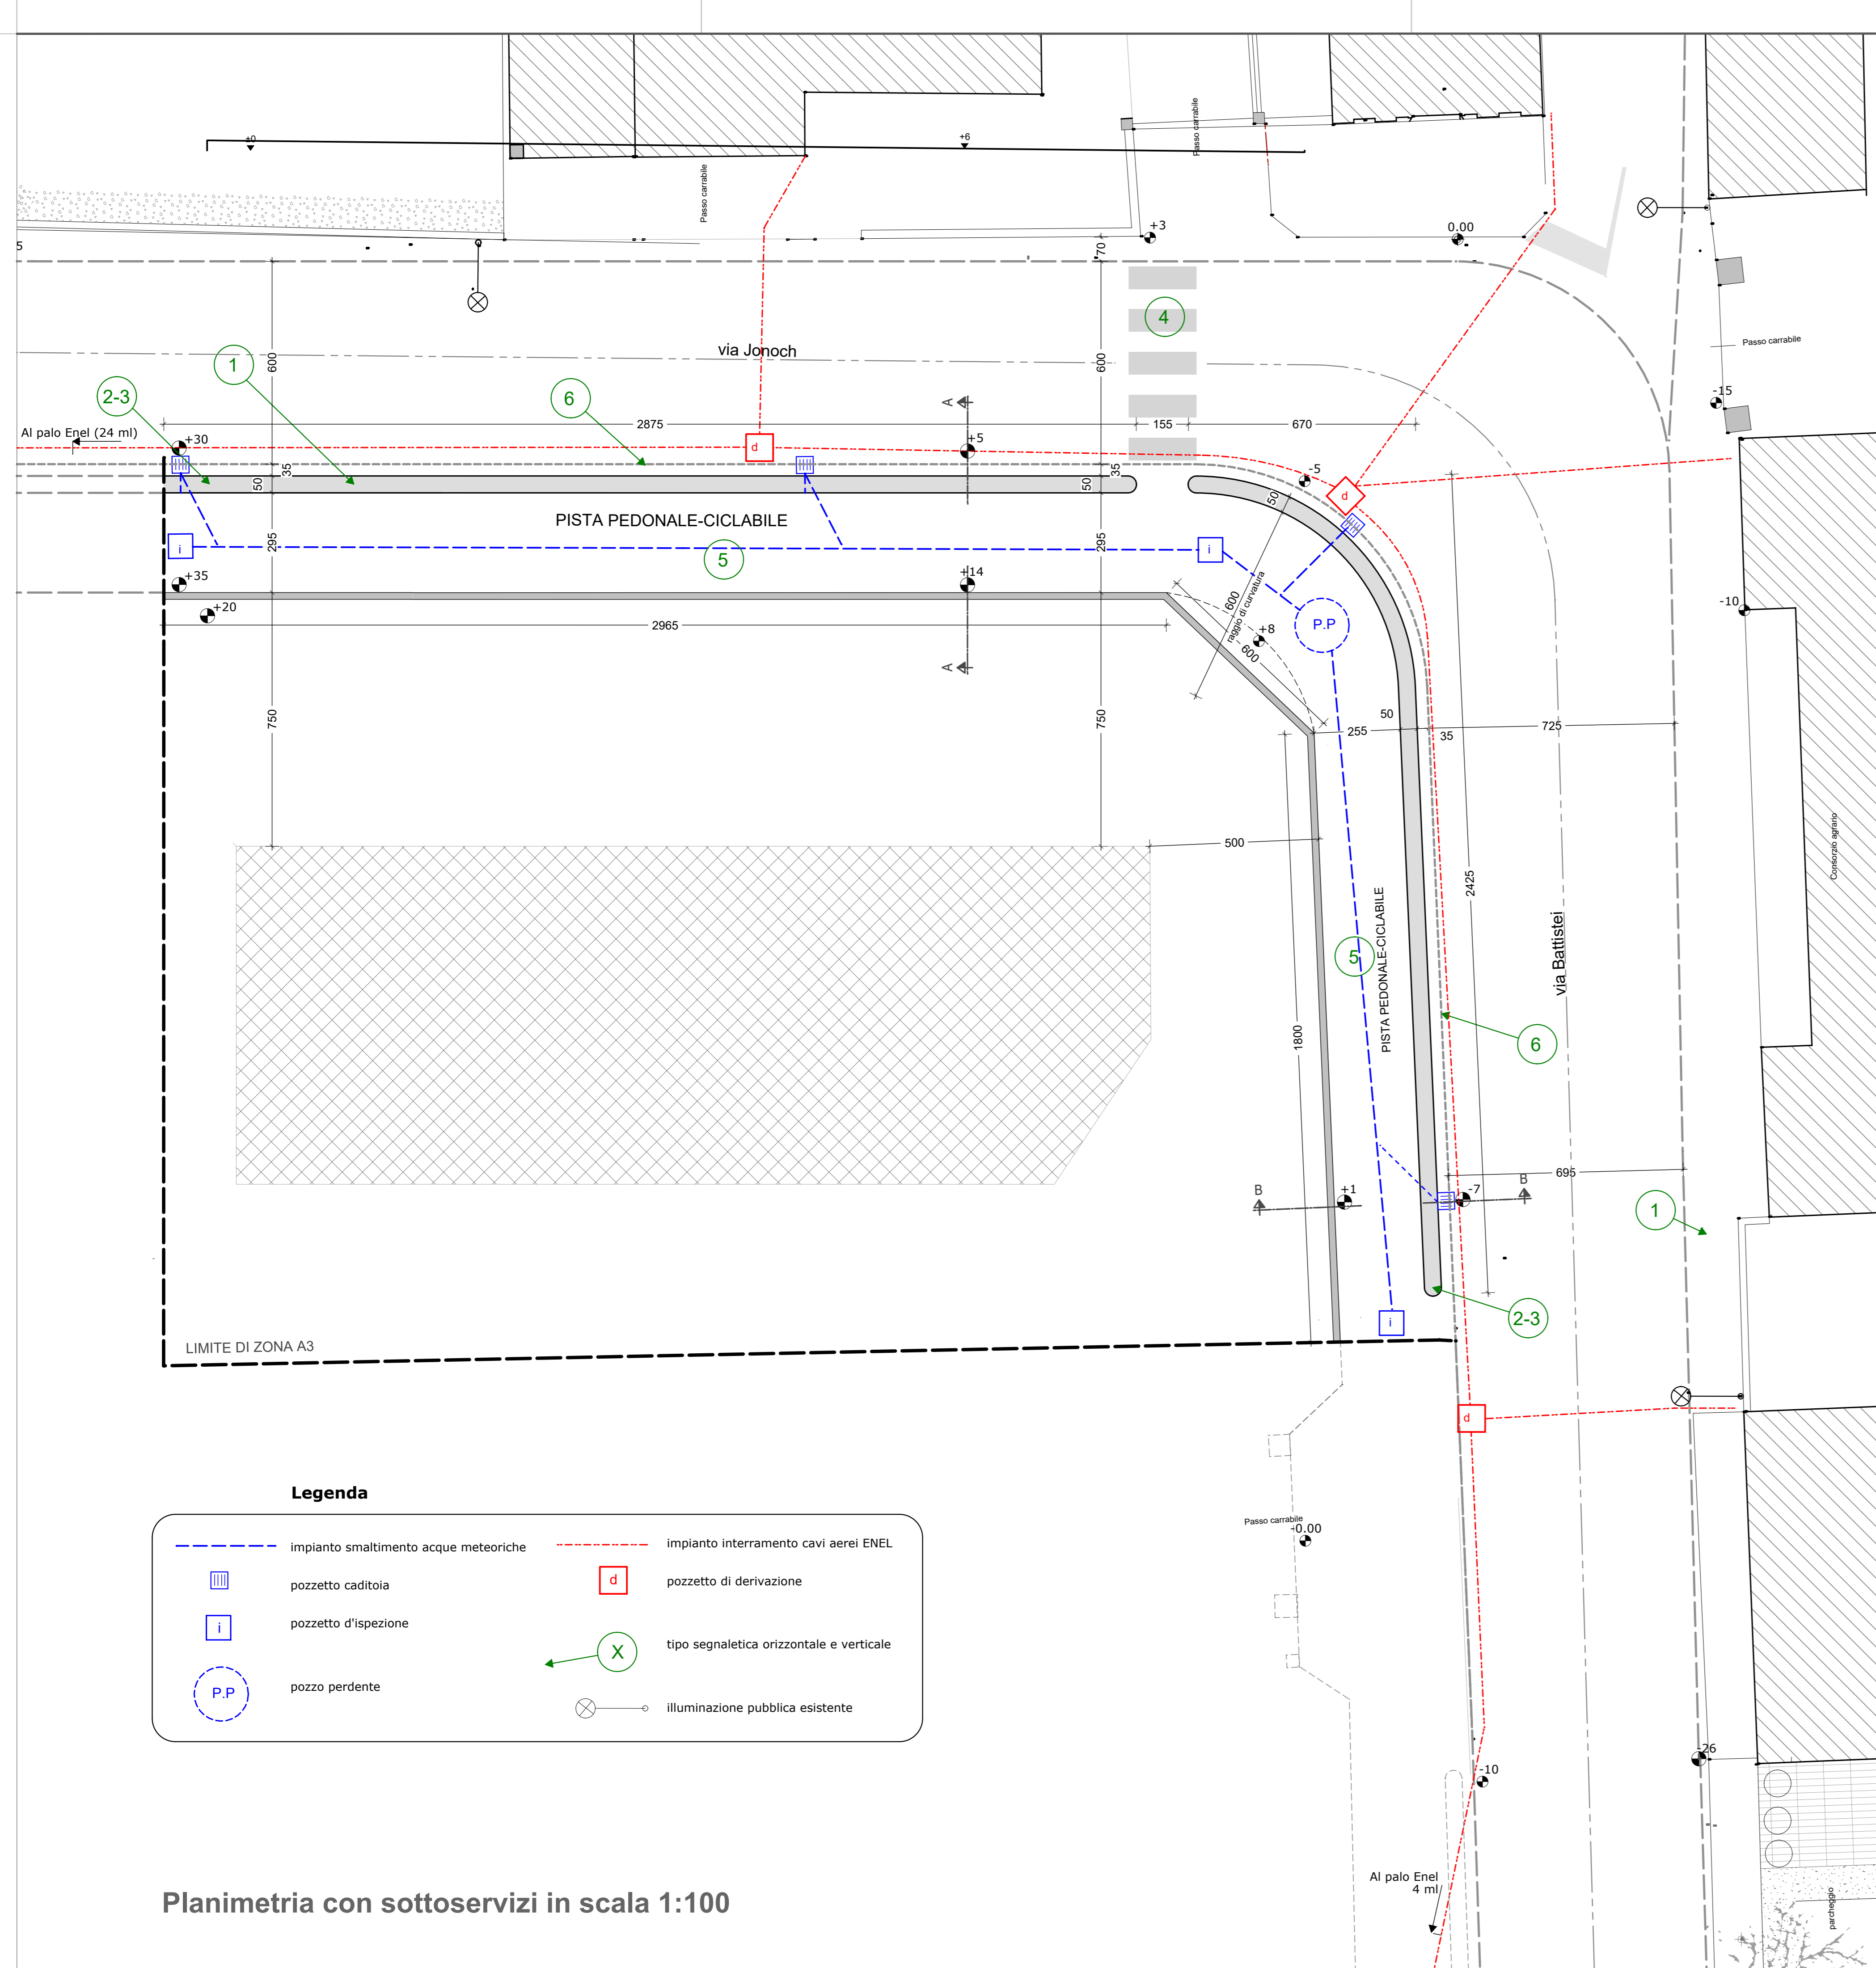 ±0
+6
Passo carrabile
Passo carrabile
5
+3
70
0.00
4
via Jonoch
600
600
1
2-3
6
Passo carrabile
-15
Al palo Enel (24 ml)
+30
2875
155
670
A
d
+5
-5
35
50
35
50
50
d
PISTA PEDONALE-CICLABILE
i
295
5
295
i
+35
+14
+20
2965
A
600
raggio di curvatura
+8
600
P.P
-10
750
750
50
255
35
725
500
2425
Consorzio agrario
1800
5
PISTA PEDONALE-CICLABILE
via Battistei
6
B
+1
-7
B
695
1
i
2-3
LIMITE DI ZONA A3
d
Legenda
impianto smaltimento acque meteoriche
pozzetto caditoia
i
pozzetto d'ispezione
P.P
pozzo perdente
impianto interramento cavi aerei ENEL
d
pozzetto di derivazione
X
tipo segnaletica orizzontale e verticale
illuminazione pubblica esistente
Passo carrabile
-0.00
-26
-10
Al palo Enel
4 ml
parcheggio
Planimetria con sottoservizi in scala 1:100